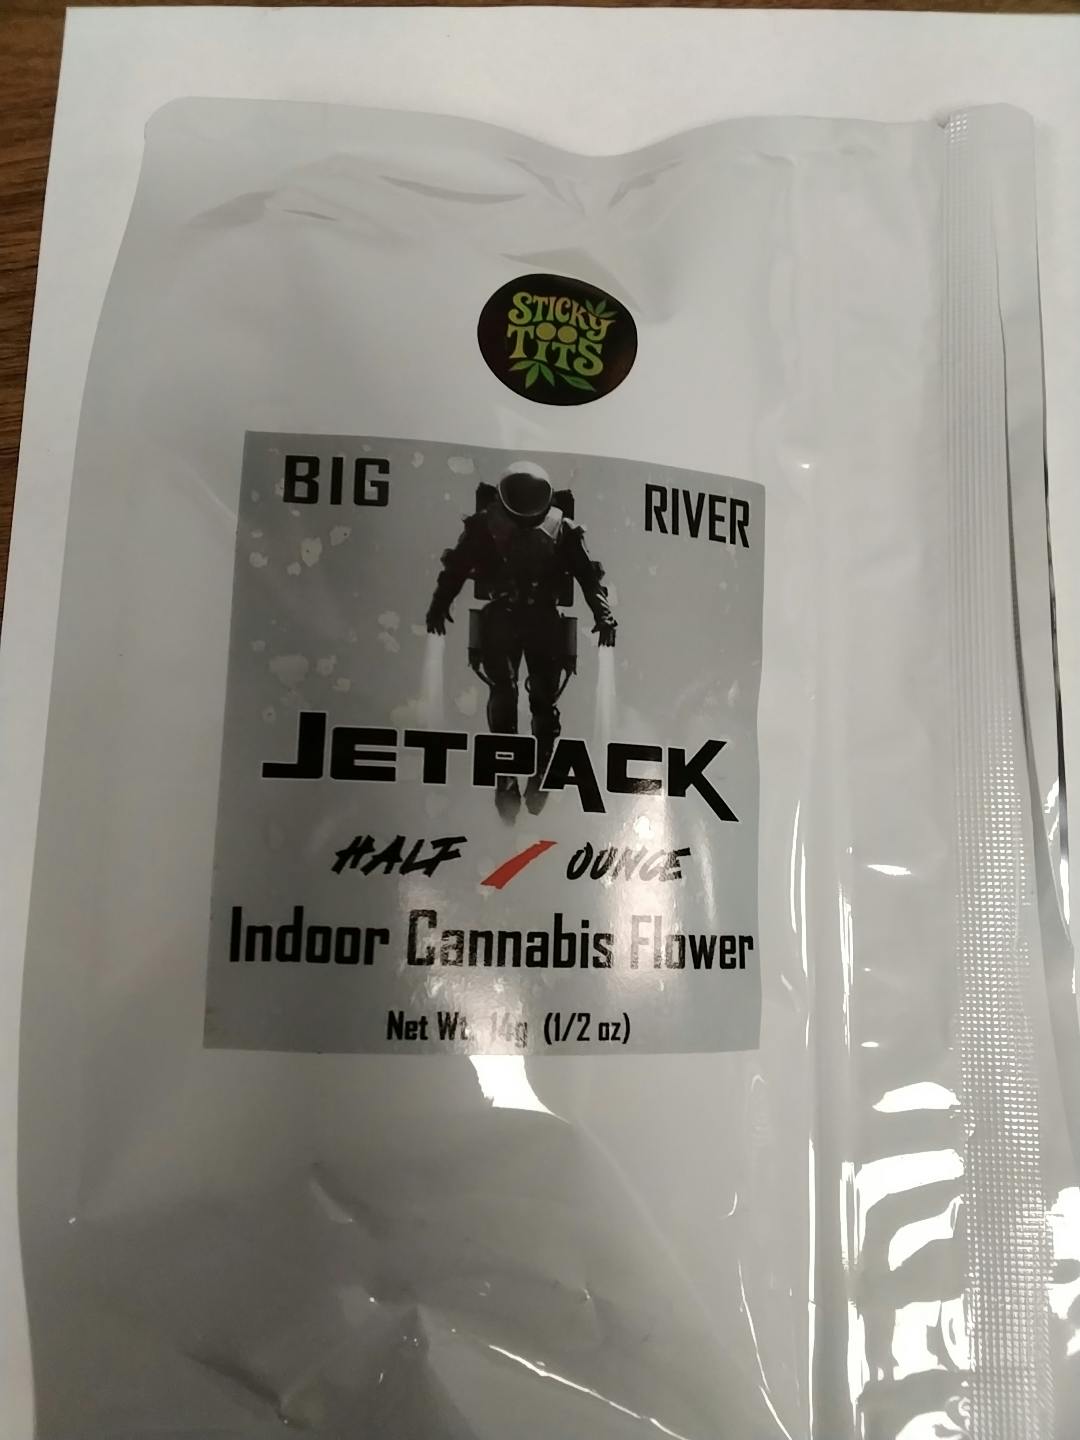 STICKY
TITS
BIG RIVER
JETPACK
HALF / OUNCE
Indoor Cannabis Flower
Net Wt. 14g (1/2 oz)